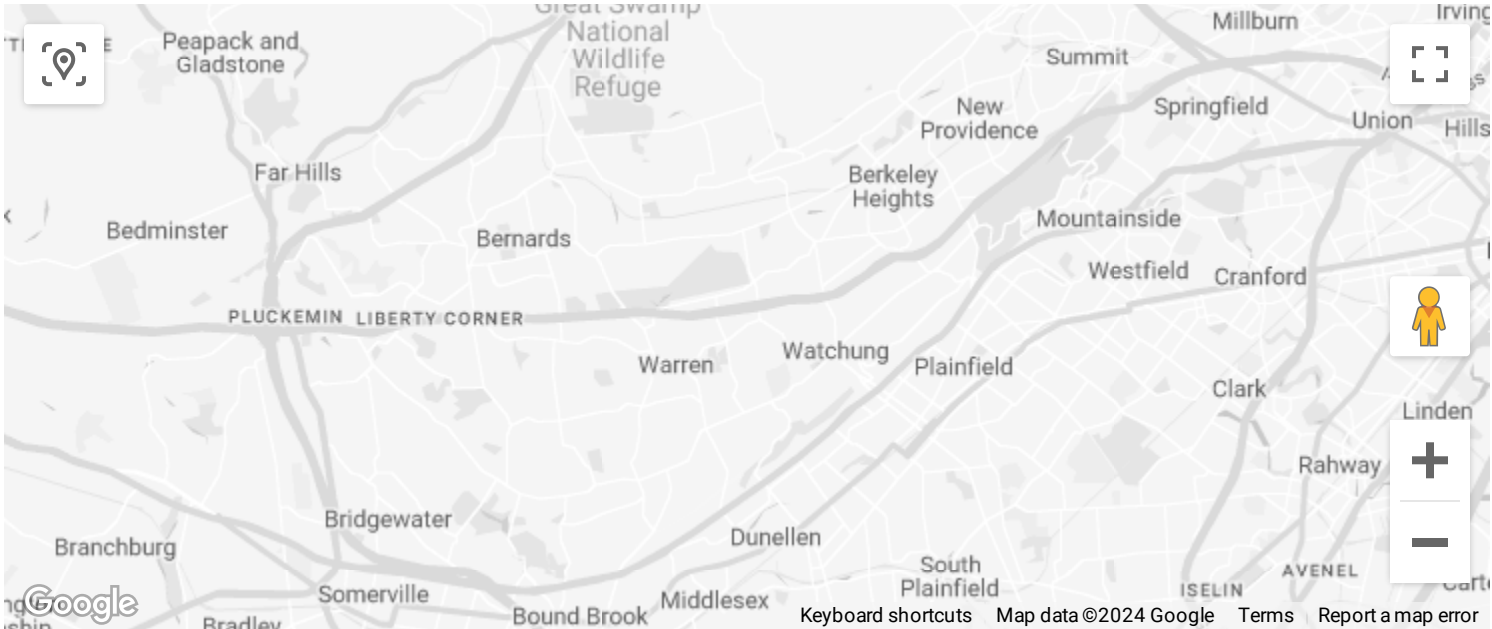 Great Swamp
National
Wildlife
Refuge
Peapack and
Gladstone
Millburn
Summit
New
Providence
Springfield
Union
Far Hills
Berkeley
Heights
Bedminster
Bernards
Mountainside
Westfield
Cranford
PLUCKEMIN
LIBERTY CORNER
Warren
Watchung
Plainfield
Clark
Linden
Rahway
Bridgewater
Branchburg
Dunellen
South
Plainfield
AVENEL
ISELIN
Somerville
Middlesex
Bound Brook
Bradley
Google
Keyboard shortcuts
Map data ©2024 Google
Terms
Report a map error